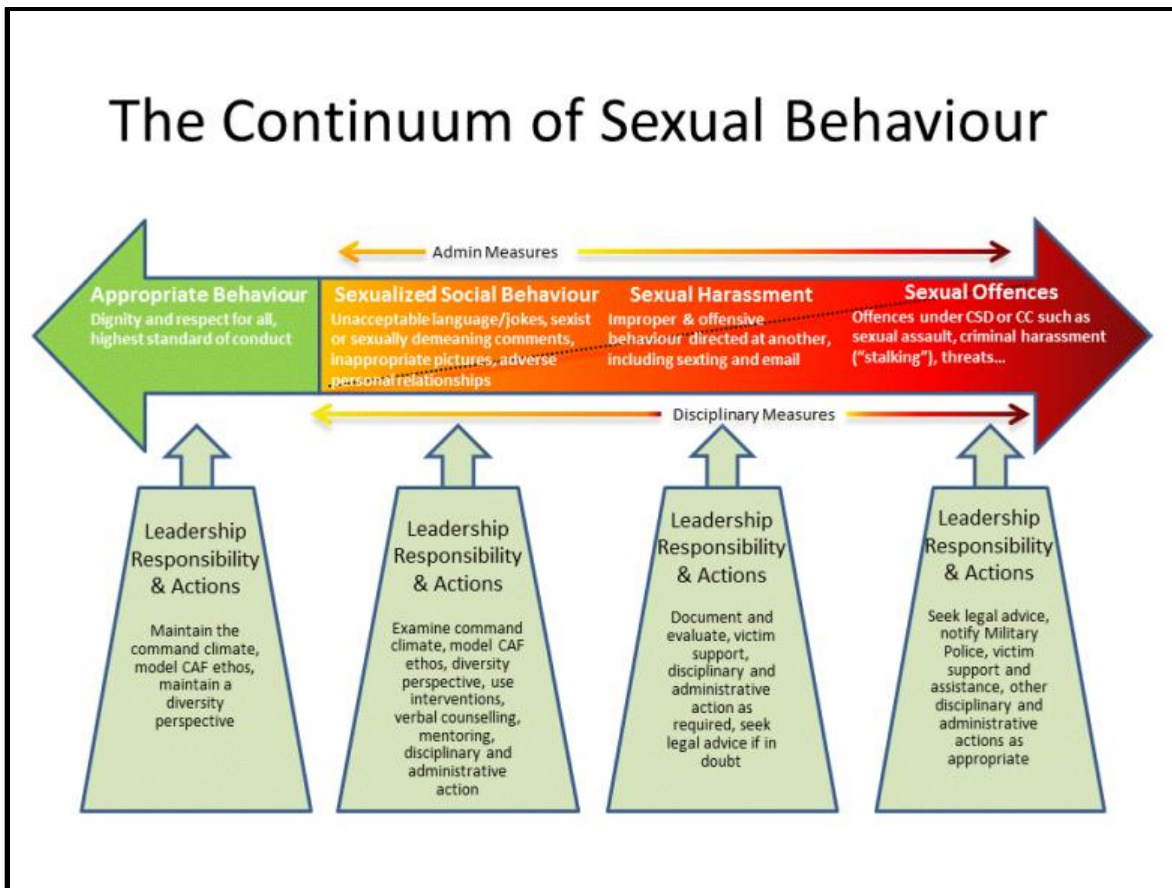 The Continuum of Sexual Behaviour
Admin Measures
Appropriate Behaviour
Dignity and respect for all,
highest standard of conduct
Sexualized Social Behaviour
Unacceptable language/jokes, sexist
or sexually demeaning comments,
inappropriate pictures, adverse
personal relationships
Sexual Harassment
Improper & offensive
behaviour directed at another,
including sexting and email
Sexual Offences
Offences under CSD or CC such as
sexual assault, criminal harassment
("stalking"), threats...
Disciplinary Measures
Leadership
Responsibility
& Actions
Maintain the
command climate,
model CAF ethos,
maintain a
diversity
perspective
Leadership
Responsibility
& Actions
Examine command
climate, model CAF
ethos, diversity
perspective, use
interventions,
verbal counselling,
mentoring,
disciplinary and
administrative
action
Leadership
Responsibility
& Actions
Document and
evaluate, victim
support,
disciplinary and
administrative
action as
required, seek
legal advice if in
doubt
Leadership
Responsibility
& Actions
Seek legal advice,
notify Military
Police, victim
support and
assistance, other
disciplinary and
administrative
actions as
appropriate